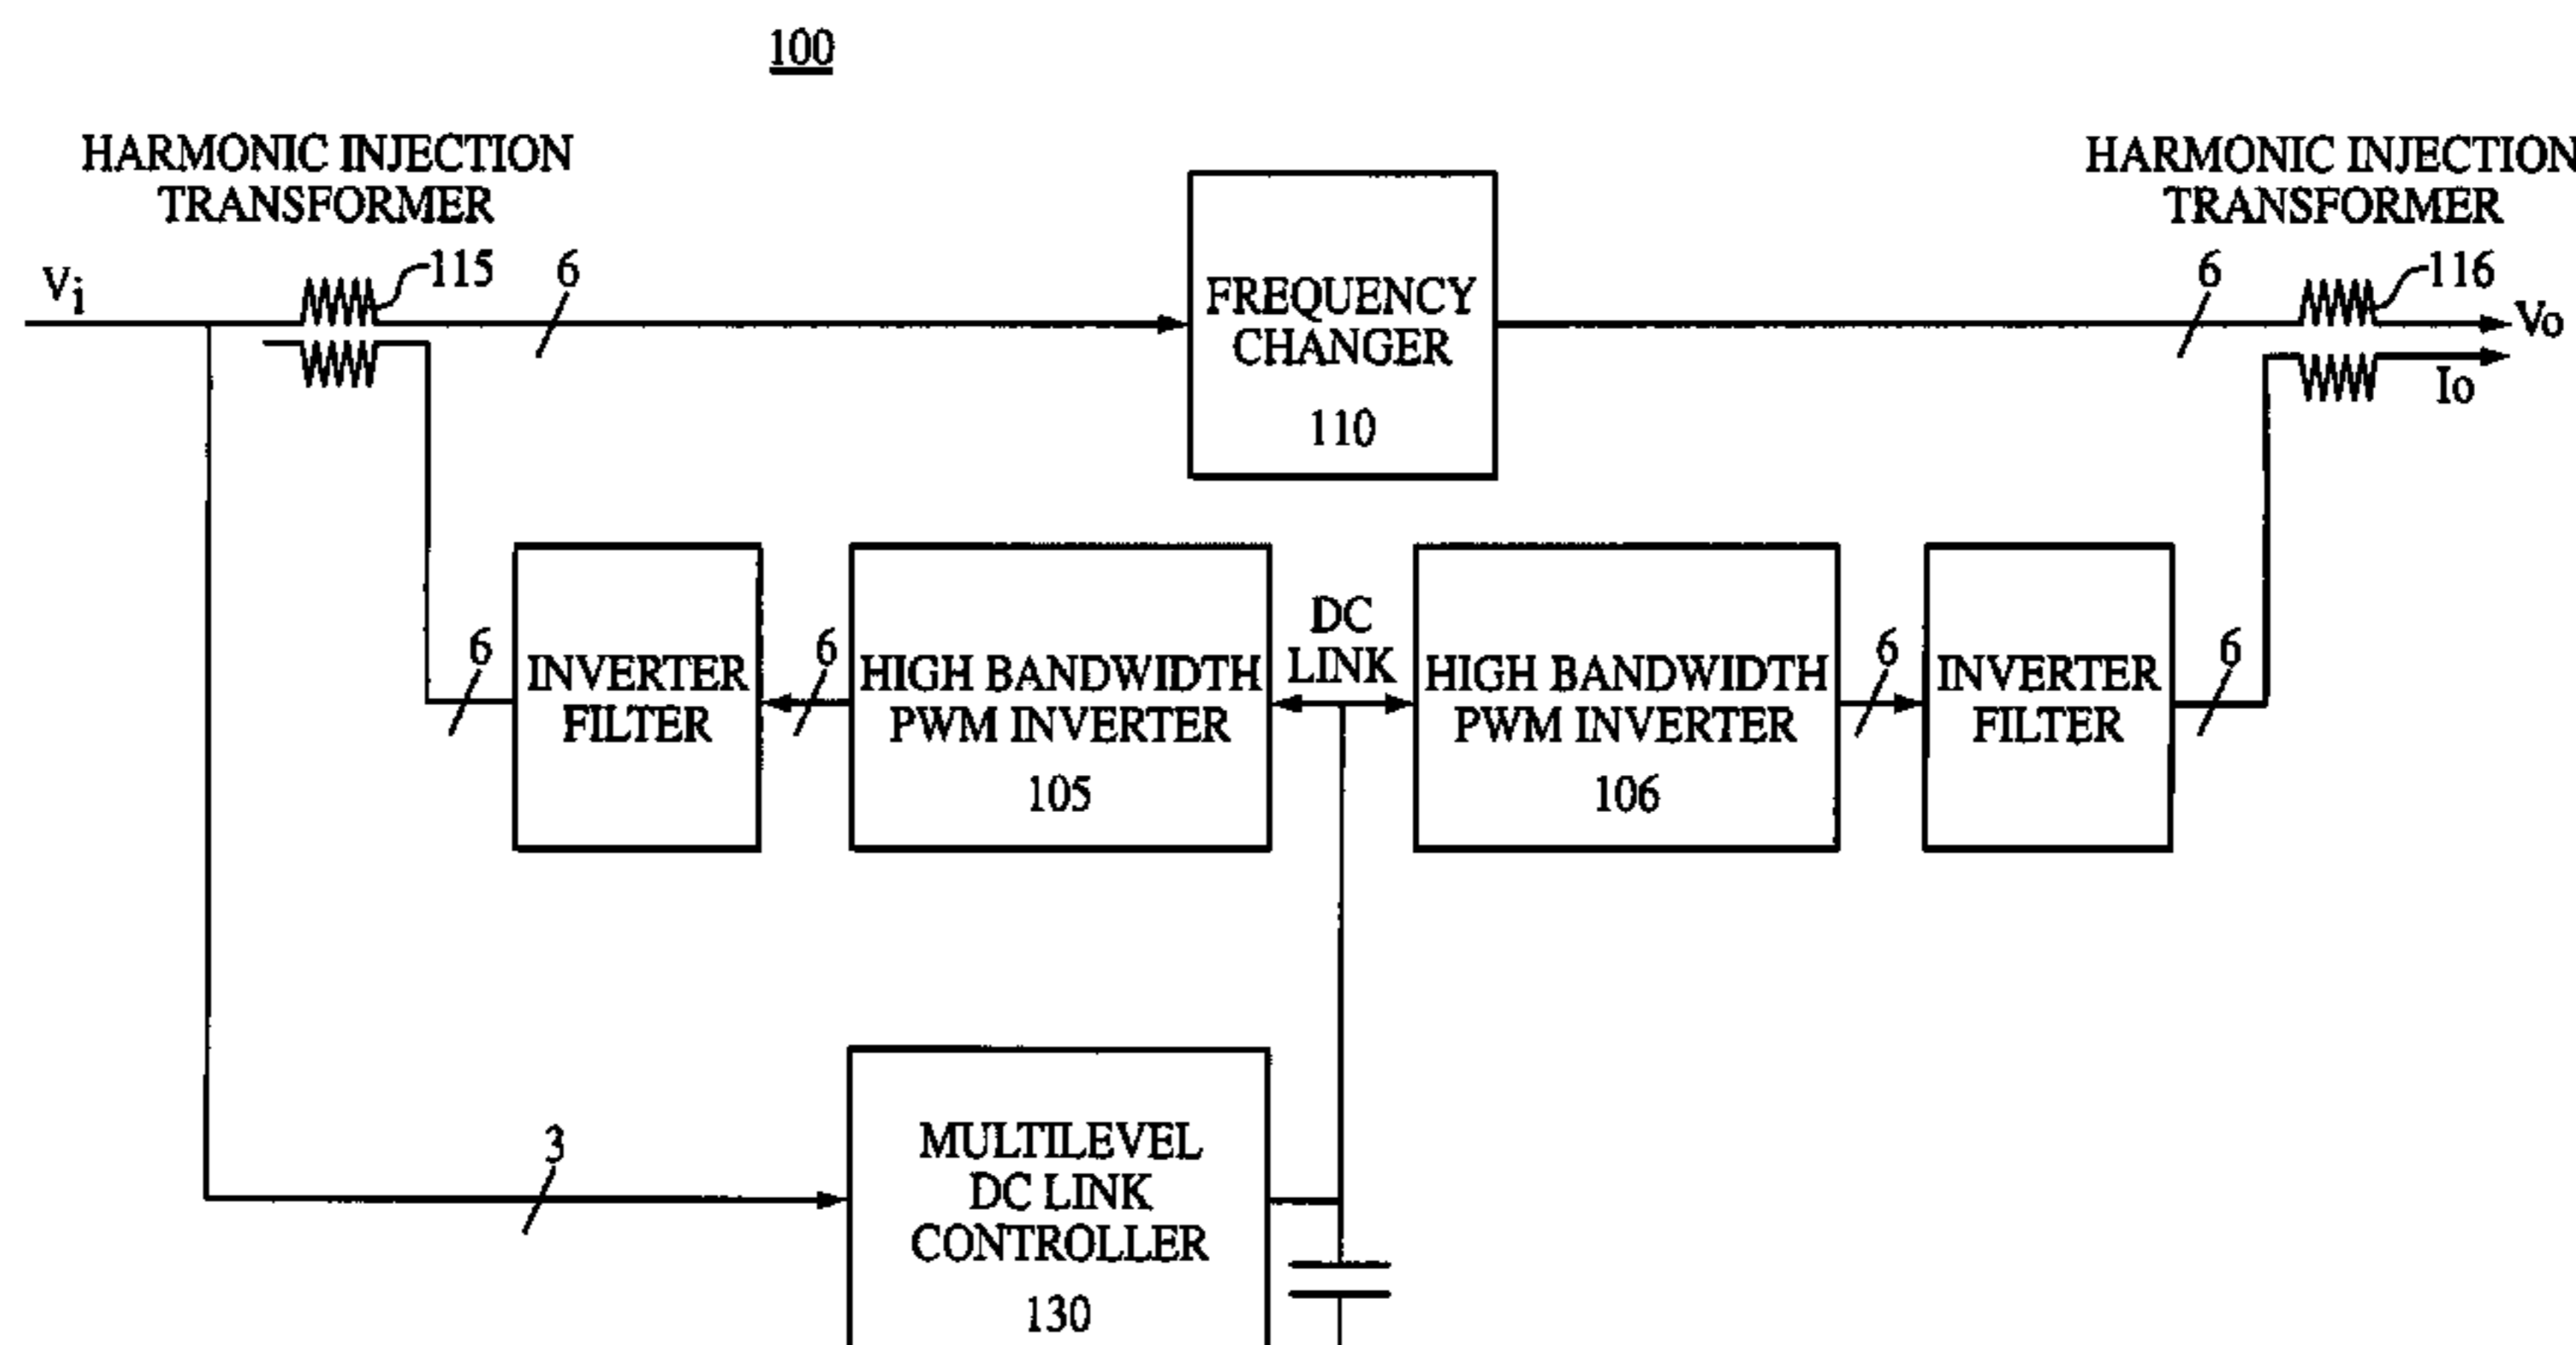 100
HARMONIC INJECTION
TRANSFORMER
HARMONIC INJECTION
TRANSFORMER
Vi
115
6
FREQUENCY
CHANGER
110
6
116
Vo
Io
6
INVERTER
FILTER
6
HIGH BANDWIDTH
PWM INVERTER
105
DC
LINK
HIGH BANDWIDTH
PWM INVERTER
106
6
INVERTER
FILTER
6
3
MULTILEVEL
DC LINK
CONTROLLER
130